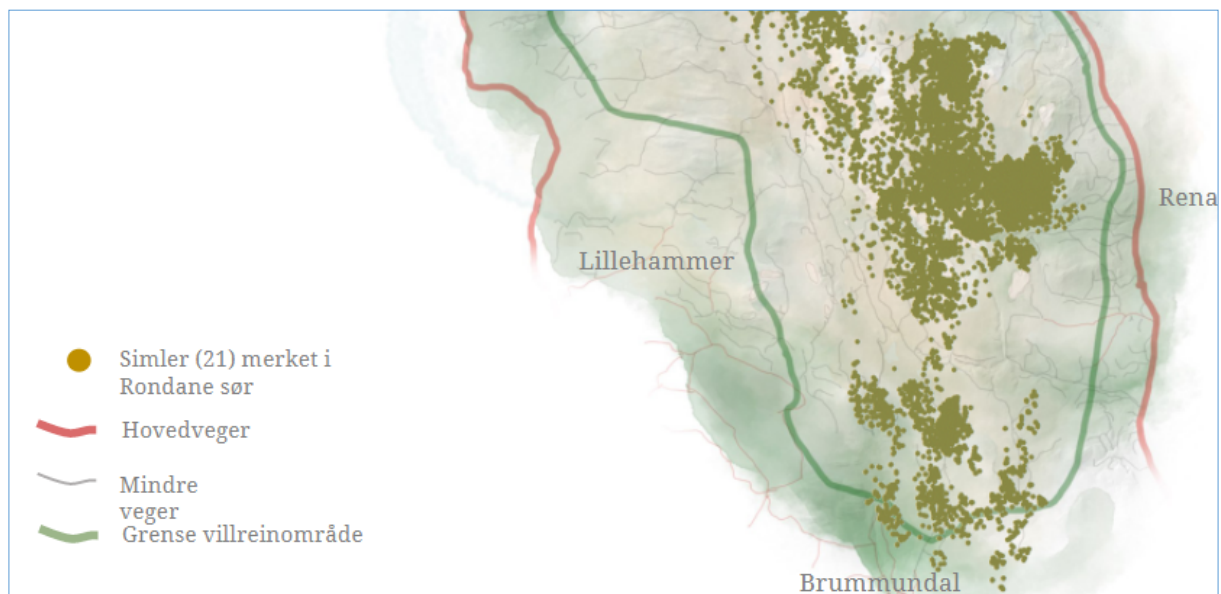 Rena
Lillehammer
Simler (21) merket i
Rondane sør
Hovedveger
Mindre
veger
Grense villreinområde
Brummundal